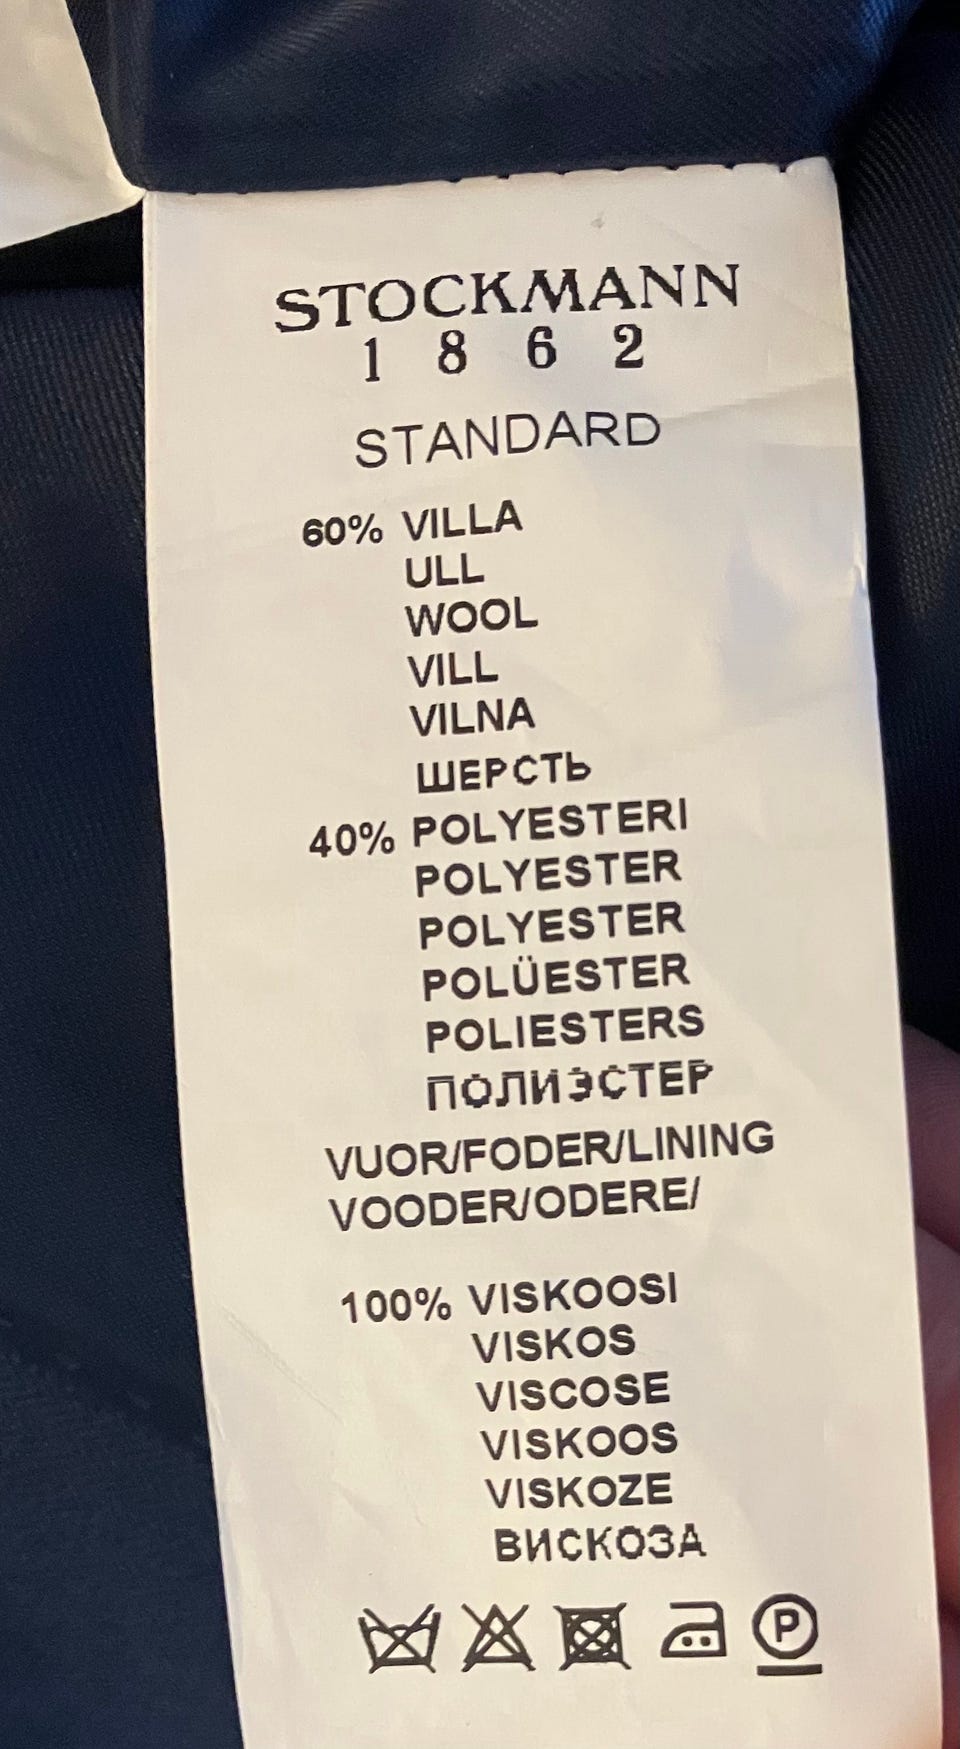 STOCKMANN
1 8 6 2
STANDARD
60% VILLA
ULL
WOOL
VILL
VILNA
ШЕРСТЬ
40% POLYESTERI
POLYESTER
POLYESTER
POLÜESTER
POLIESTERS
ПОЛИЭСТЕР
VUOR/FODER/LINING
VOODER/ODERE/
100% VISKOOSI
VISKOS
VISCOSE
VISKOOS
VISKOZE
ВИСКОЗА
P